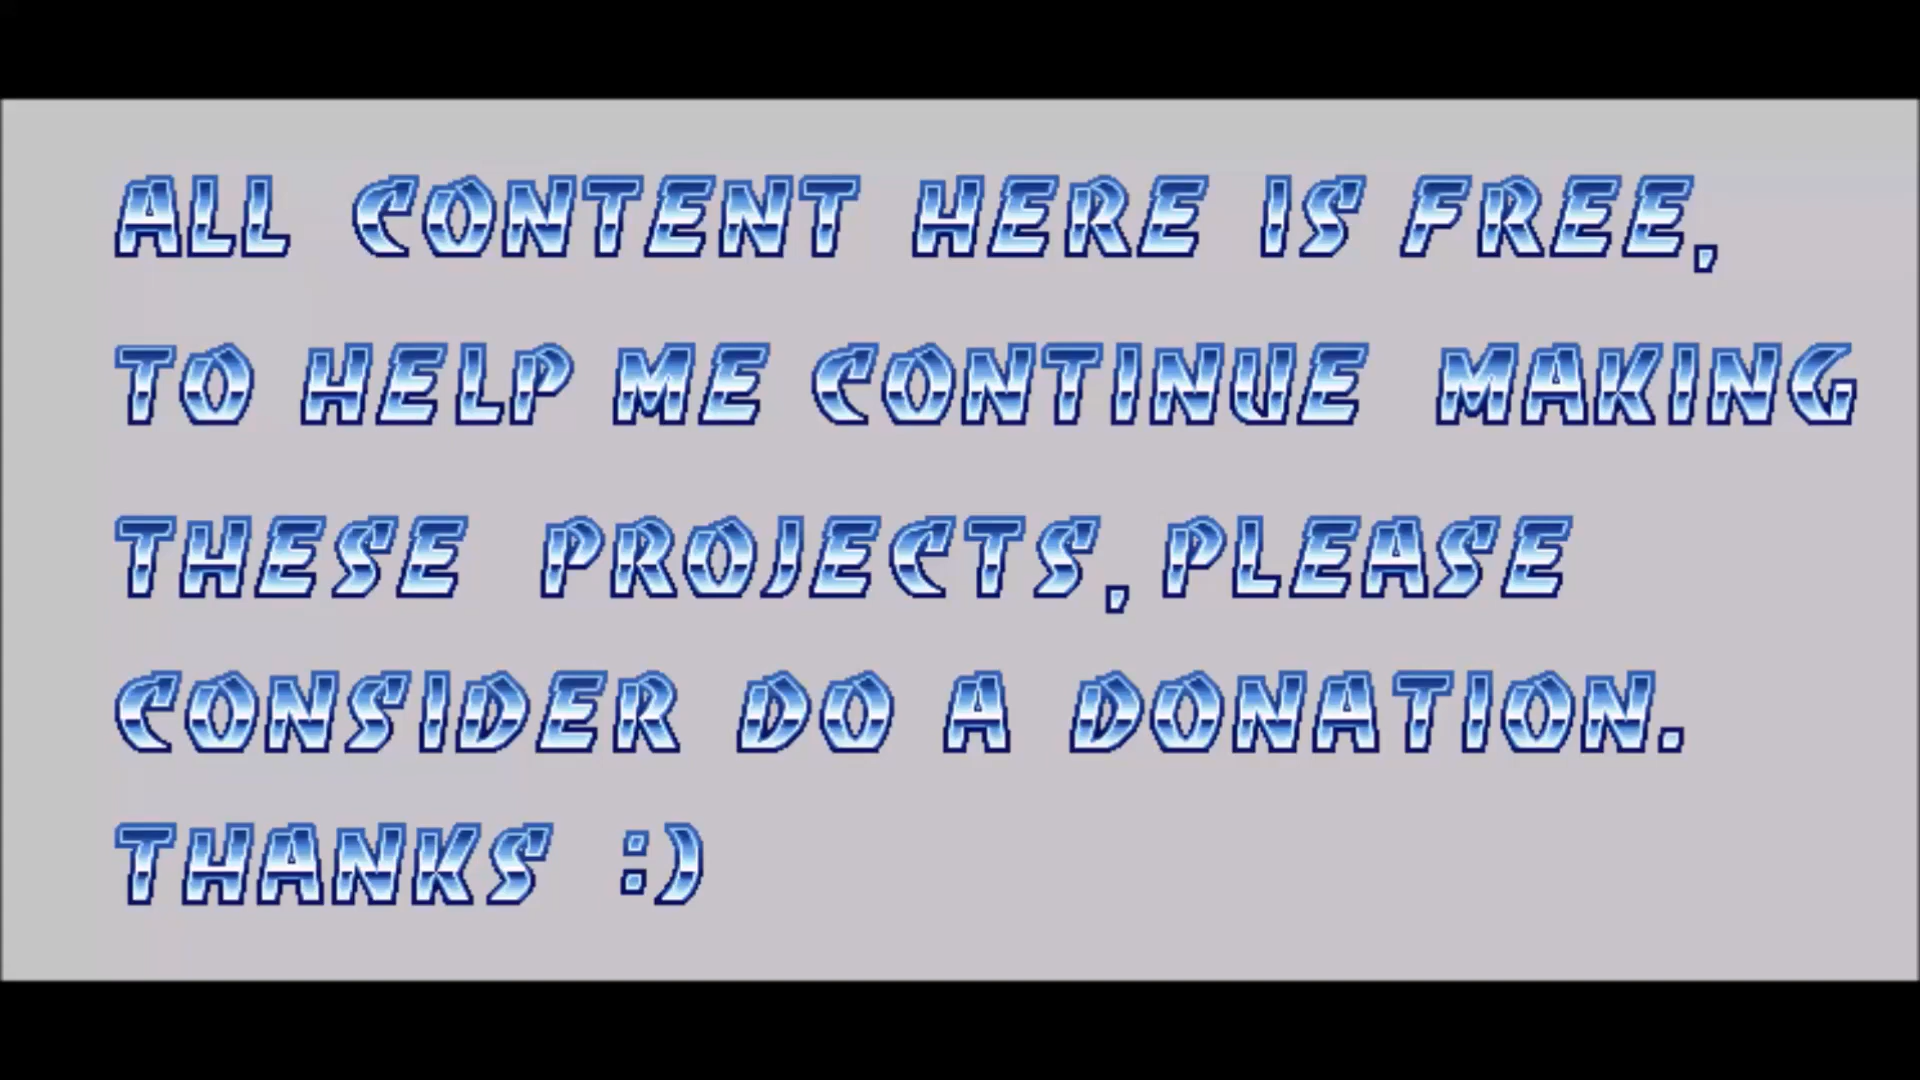 ALL CONTENT HERE IS FREE,
TO HELP ME CONTINUE MAKING
THESE PROJECTS, PLEASE
CONSIDER DO A DONATION.
THANKS :)